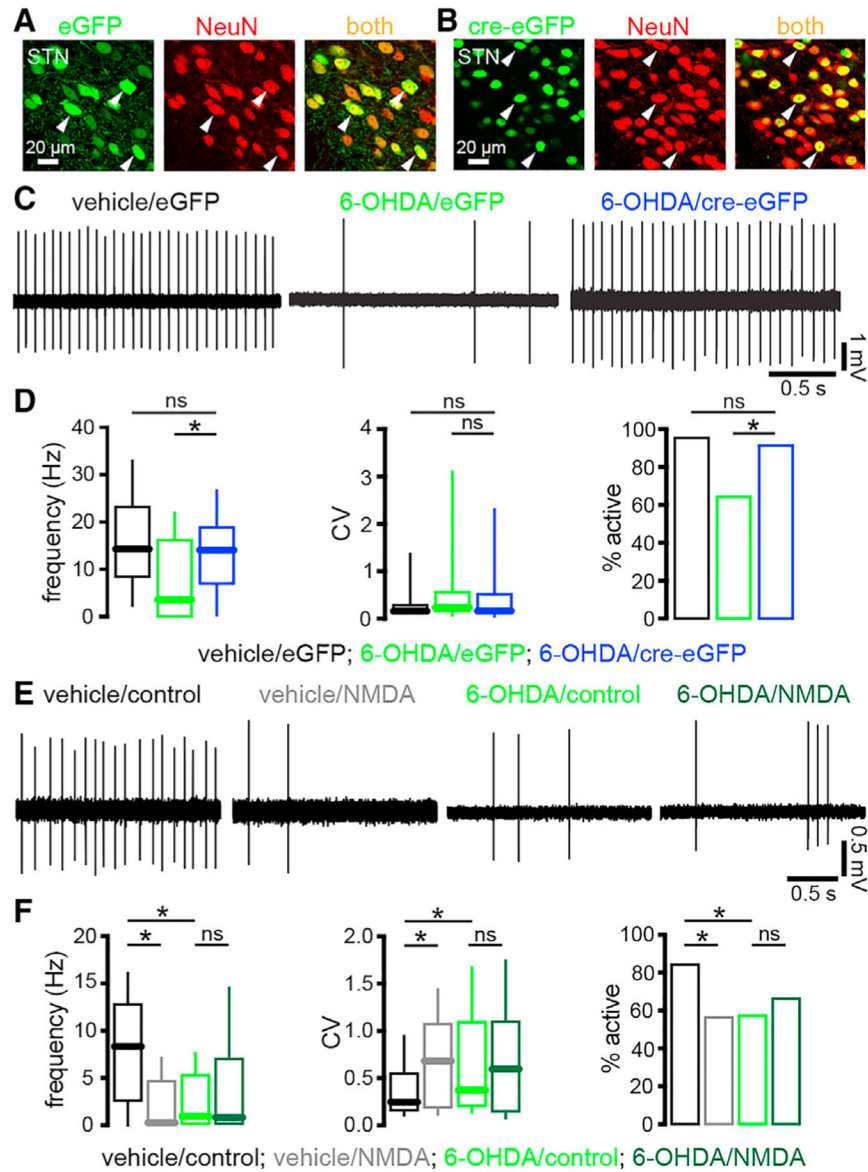 A eGFP NeuN both
STN
20 µm
B cre-eGFP NeuN both
STN
20 µm
C vehicle/eGFP 6-OHDA/eGFP 6-OHDA/cre-eGFP
1 mV
0.5 s
D
ns
*
frequency (Hz)
40
30
20
10
0
ns
ns
CV
4
3
2
1
0
ns
*
% active
100
80
60
40
20
0
vehicle/eGFP; 6-OHDA/eGFP; 6-OHDA/cre-eGFP
E vehicle/control vehicle/NMDA 6-OHDA/control 6-OHDA/NMDA
0.5 mV
0.5 s
F
*
* ns
frequency (Hz)
20
15
10
5
0
*
* ns
CV
2.0
1.5
1.0
0.5
0
*
* ns
% active
100
80
60
40
20
0
vehicle/control; vehicle/NMDA; 6-OHDA/control; 6-OHDA/NMDA